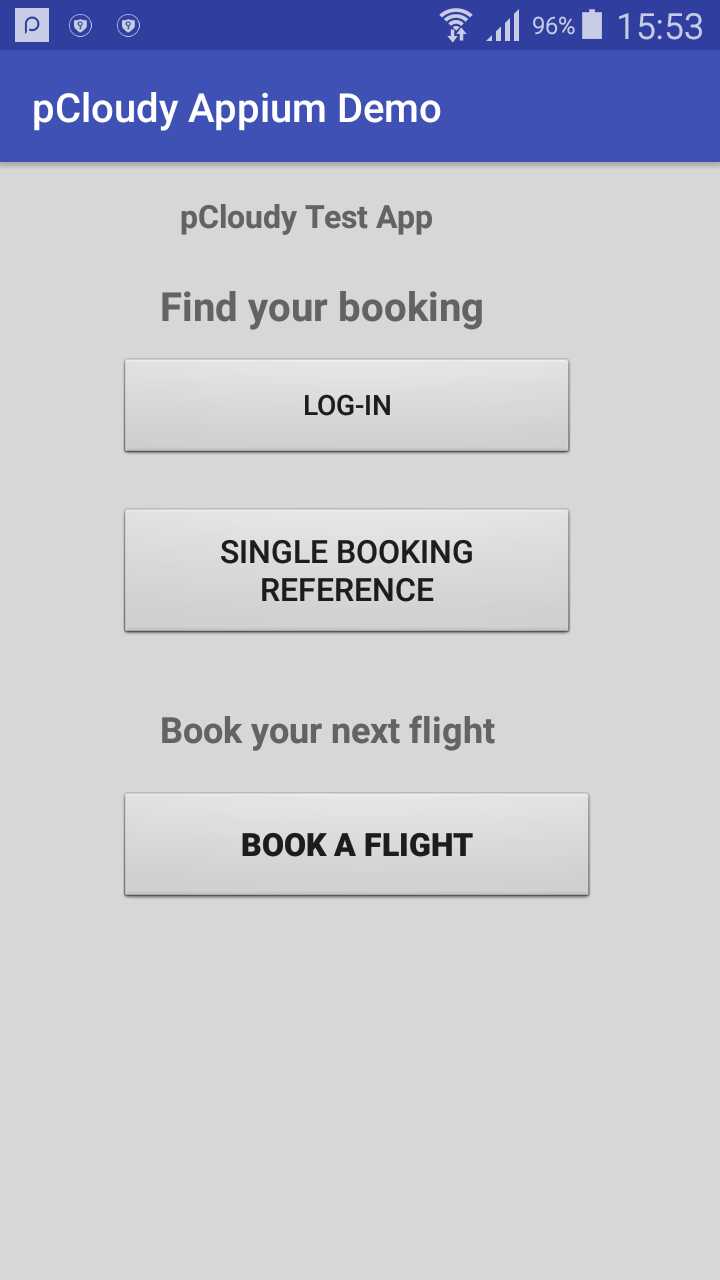 96% 15:53
pCloudy Appium Demo
pCloudy Test App
Find your booking
LOG-IN
SINGLE BOOKING
REFERENCE
Book your next flight
BOOK A FLIGHT